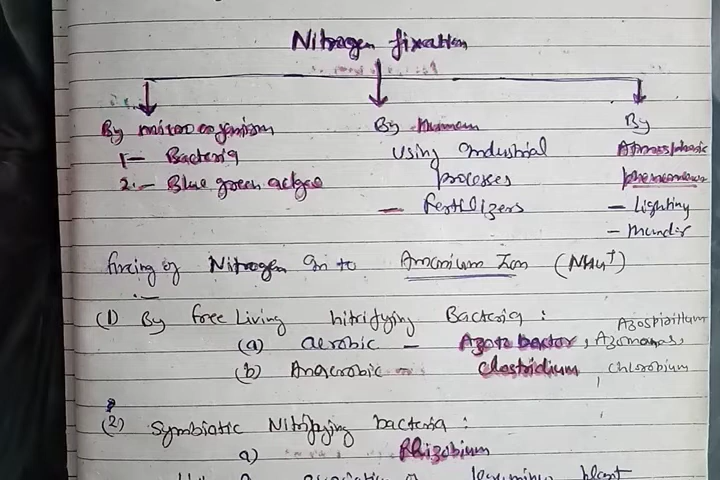 Nitrogen fixation
By microorganism
1— Bacteria
2.— Blue green algae
By Human
Using Industrial
processes
— Fertilizers
By
Atmospheric
phenomenon
— Lighting
— Thunder
fixing of Nitrogen In to Ammonium Ion (NH4+)
(1) By free Living nitrifying Bacteria :
(a) aerobic — Azotobactor, Azomonas, Azospirillum
(b) Anaerobic — Clostridium, Chlorobium
(2) Symbiotic Nitrifying bacteria :
a) Rhizobium
plant